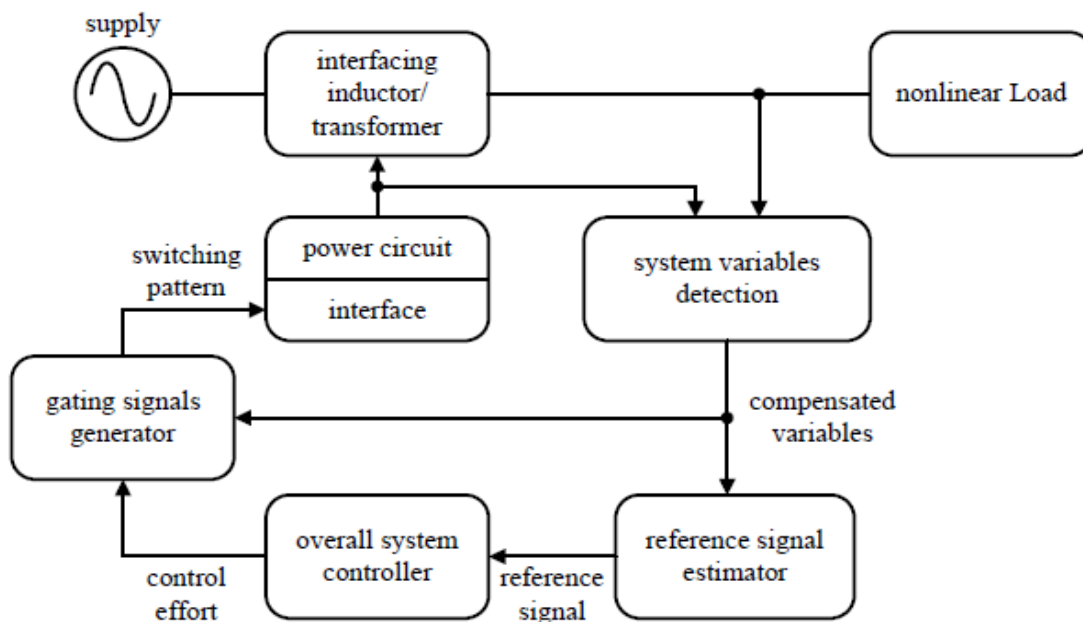 supply
interfacing
inductor/
transformer
nonlinear Load
power circuit
interface
switching
pattern
system variables
detection
gating signals
generator
compensated
variables
overall system
controller
reference signal
estimator
control
effort
reference
signal